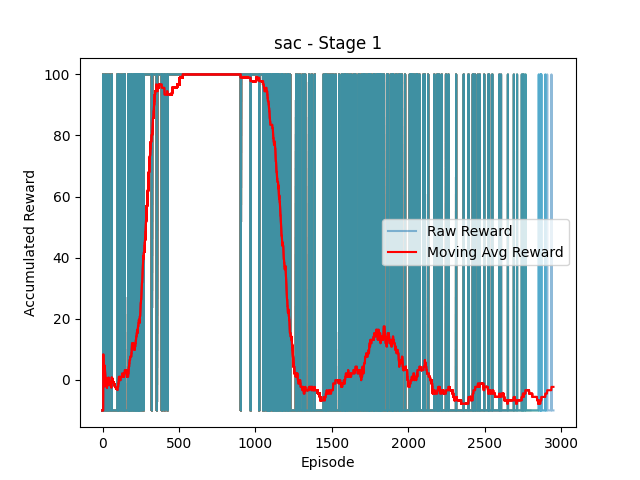 sac - Stage 1
Accumulated Reward
100
80
60
40
20
0
Raw Reward
Moving Avg Reward
0
500
1000
1500
2000
2500
3000
Episode